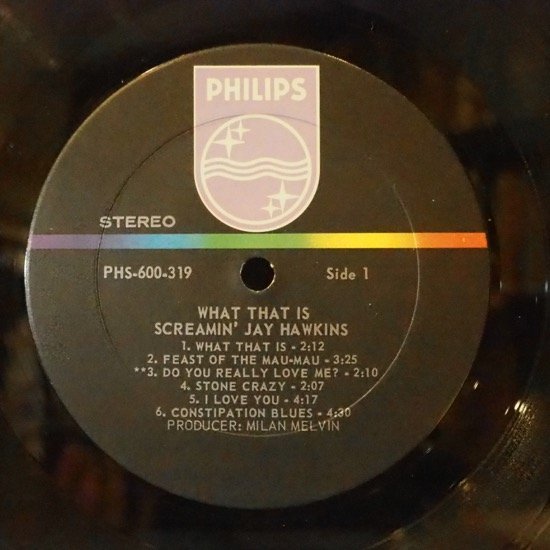 PHILIPS
STEREO
PHS-600-319 Side 1
WHAT THAT IS
SCREAMIN' JAY HAWKINS
1. WHAT THAT IS - 2:12
2. FEAST OF THE MAU-MAU - 3:25
**3. DO YOU REALLY LOVE ME? - 2:10
4. STONE CRAZY - 2:07
5. I LOVE YOU - 4:17
6. CONSTIPATION BLUES - 4:30
PRODUCER: MILAN MELVIN